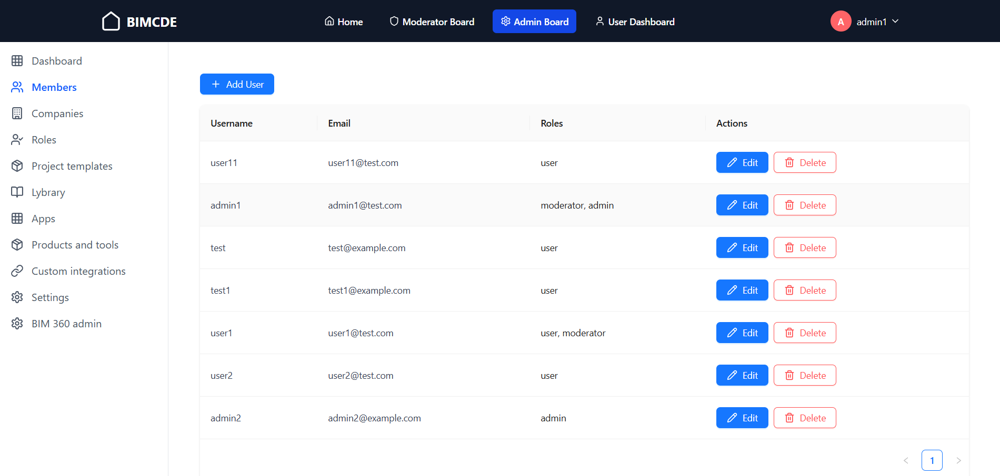 BIMCDE
Home
Moderator Board
Admin Board
User Dashboard
A
admin1
Dashboard
Members
Companies
Roles
Project templates
Lybrary
Apps
Products and tools
Custom integrations
Settings
BIM 360 admin
+ Add User
Username Email Roles Actions
user11 user11@test.com user Edit Delete
admin1 admin1@test.com moderator, admin Edit Delete
test test@example.com user Edit Delete
test1 test1@example.com user Edit Delete
user1 user1@test.com user, moderator Edit Delete
user2 user2@test.com user Edit Delete
admin2 admin2@example.com admin Edit Delete
< 1 >